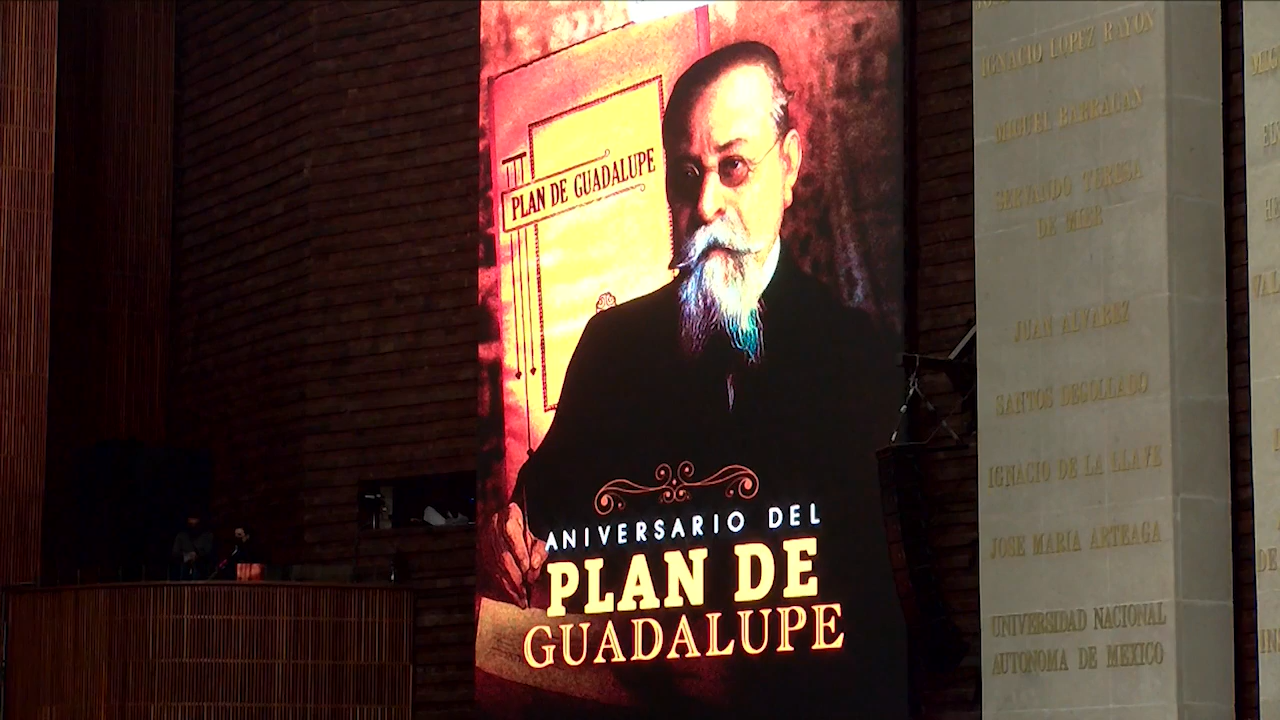 PLAN DE GUADALUPE
ANIVERSARIO DEL
PLAN DE
GUADALUPE
IGNACIO LOPEZ RAYON
MIGUEL BARRAGAN
SERVANDO TERESA
DE MIER
JUAN ALVAREZ
SANTOS DEGOLLADO
IGNACIO DE LA LLAVE
JOSE MARIA ARTEAGA
UNIVERSIDAD NACIONAL
AUTONOMA DE MEXICO